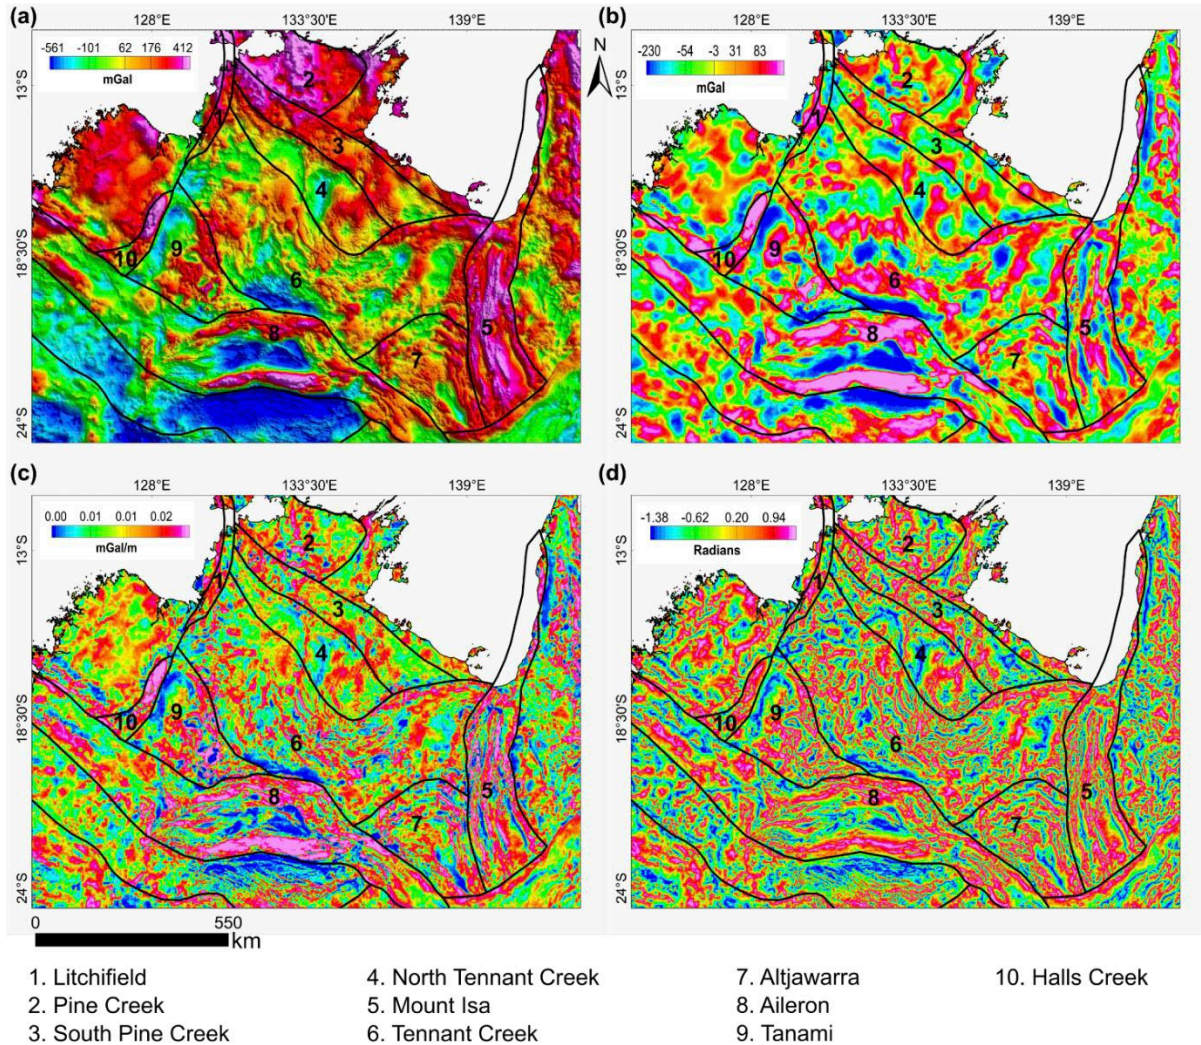 (a) 128°E 133°30'E 139°E (b) 128°E 133°30'E 139°E
-561 -101 62 176 412
mGal
N
-230 -54 -3 31 83
mGal
13°S
18°30'S
24°S
1
2
3
4
5
6
7
8
9
10
13°S
18°30'S
24°S
1
2
3
4
5
6
7
8
9
10
(c) 128°E 133°30'E 139°E (d) 128°E 133°30'E 139°E
0.00 0.01 0.01 0.02
mGal/m
-1.38 -0.62 0.20 0.94
Radians
13°S
18°30'S
24°S
1
2
3
4
5
6
7
8
9
10
13°S
18°30'S
24°S
1
2
3
4
5
6
7
8
9
10
0 550
km
1. Litchifield
2. Pine Creek
3. South Pine Creek
4. North Tennant Creek
5. Mount Isa
6. Tennant Creek
7. Altjawarra
8. Aileron
9. Tanami
10. Halls Creek